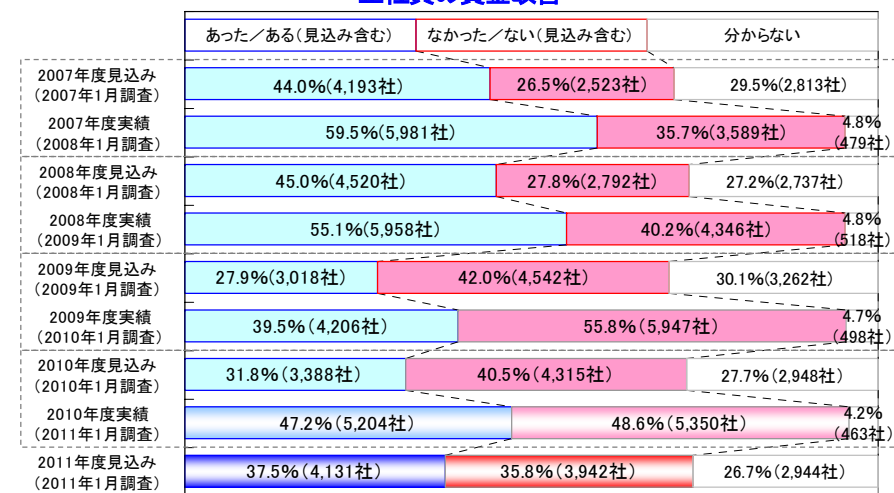 あった／ある（見込み含む） なかった／ない（見込み含む） 分からない
2007年度見込み
（2007年1月調査）
44.0%(4,193社) 26.5%(2,523社) 29.5%(2,813社)
2007年度実績
（2008年1月調査）
59.5%(5,981社) 35.7%(3,589社) 4.8%
(479社)
2008年度見込み
（2008年1月調査）
45.0%(4,520社) 27.8%(2,792社) 27.2%(2,737社)
2008年度実績
（2009年1月調査）
55.1%(5,958社) 40.2%(4,346社) 4.8%
(518社)
2009年度見込み
（2009年1月調査）
27.9%(3,018社) 42.0%(4,542社) 30.1%(3,262社)
2009年度実績
（2010年1月調査）
39.5%(4,206社) 55.8%(5,947社) 4.7%
(498社)
2010年度見込み
（2010年1月調査）
31.8%(3,388社) 40.5%(4,315社) 27.7%(2,948社)
2010年度実績
（2011年1月調査）
47.2%(5,204社) 48.6%(5,350社) 4.2%
(463社)
2011年度見込み
（2011年1月調査）
37.5%(4,131社) 35.8%(3,942社) 26.7%(2,944社)